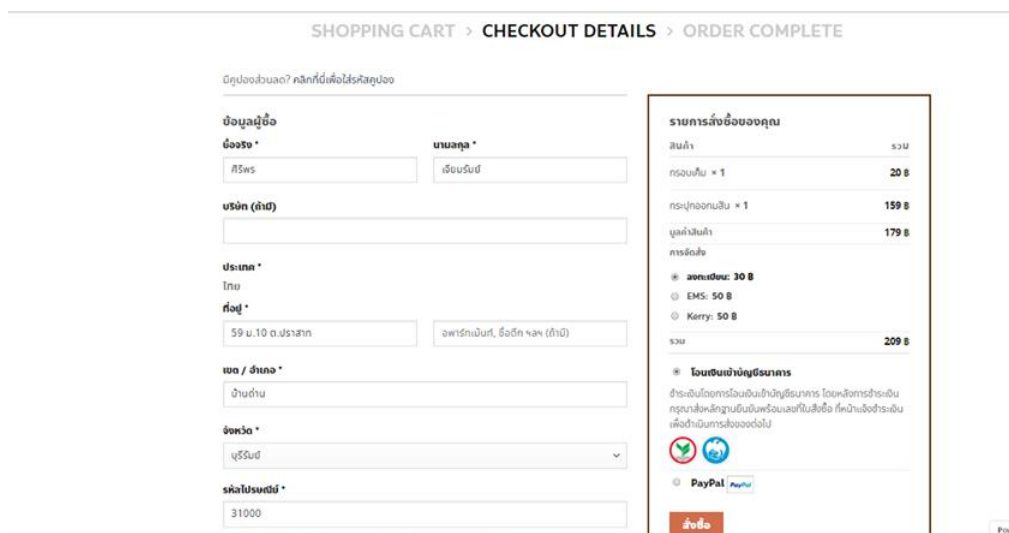 SHOPPING CART > CHECKOUT DETAILS > ORDER COMPLETE
มีคูปองส่วนลด? คลิกที่นี่เพื่อใส่รหัสคูปอง
ข้อมูลผู้ซื้อ
ชื่อจริง *
นามสกุล *
ศิริพร
เจียมรัมย์
บริษัท (ถ้ามี)
ประเทศ *
ไทย
ที่อยู่ *
59 ม.10 ต.ปราสาท
อพาร์ทเม้นท์, ชื่อตึก ฯลฯ (ถ้ามี)
เขต / อำเภอ *
บ้านด่าน
จังหวัด *
บุรีรัมย์
รหัสไปรษณีย์ *
31000
รายการสั่งซื้อของคุณ
สินค้า รวม
กรอบเค็ม × 1 20 ฿
กระปุกออมสิน × 1 159 ฿
มูลค่าสินค้า 179 ฿
การจัดส่ง
ลงทะเบียน: 30 ฿
EMS: 50 ฿
Kerry: 50 ฿
รวม 209 ฿
โอนเงินเข้าบัญชีธนาคาร
ชำระเงินโดยการโอนเงินเข้าบัญชีธนาคาร โดยหลังการชำระเงิน
กรุณาส่งหลักฐานยืนยันพร้อมเลขที่ใบสั่งซื้อ ที่หน้าแจ้งชำระเงิน
เพื่อดำเนินการส่งของต่อไป
PayPal PayPal
สั่งซื้อ